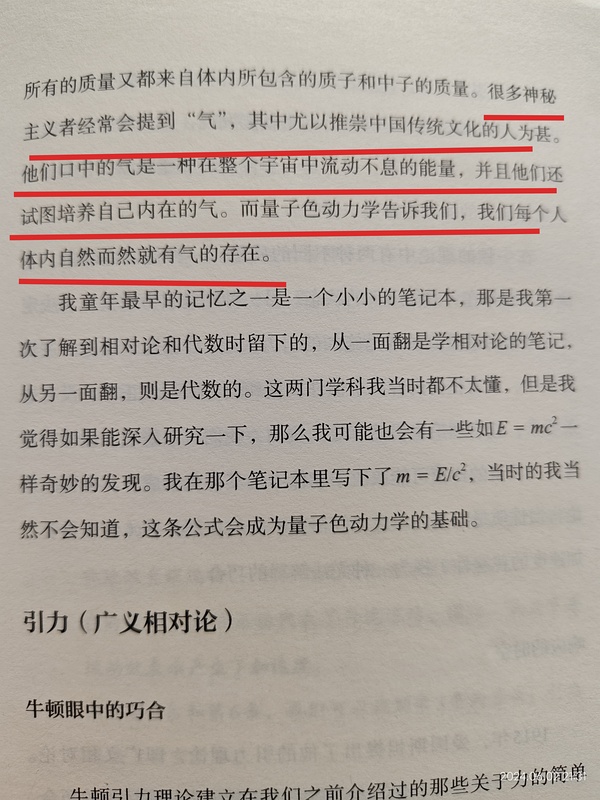 所有的质量又都来自体内所包含的质子和中子的质量。很多神秘
主义者经常会提到“气”，其中尤以推崇中国传统文化的人为甚。
他们口中的气是一种在整个宇宙中流动不息的能量，并且他们还
试图培养自己内在的气。而量子色动力学告诉我们，我们每个人
体内自然而然就有气的存在。
我童年最早的记忆之一是一个小小的笔记本，那是我第一
次了解到相对论和代数时留下的，从一面翻是学相对论的笔记，
从另一面翻，则是代数的。这两门学科我当时都不太懂，但是我
觉得如果能深入研究一下，那么我可能也会有一些如E = mc²一
样奇妙的发现。我在那个笔记本里写下了m = E/c²，当时的我当
然不会知道，这条公式会成为量子色动力学的基础。
引力（广义相对论）
牛顿眼中的巧合
牛顿引力理论建立在我们之前介绍过的那些关于力的简单